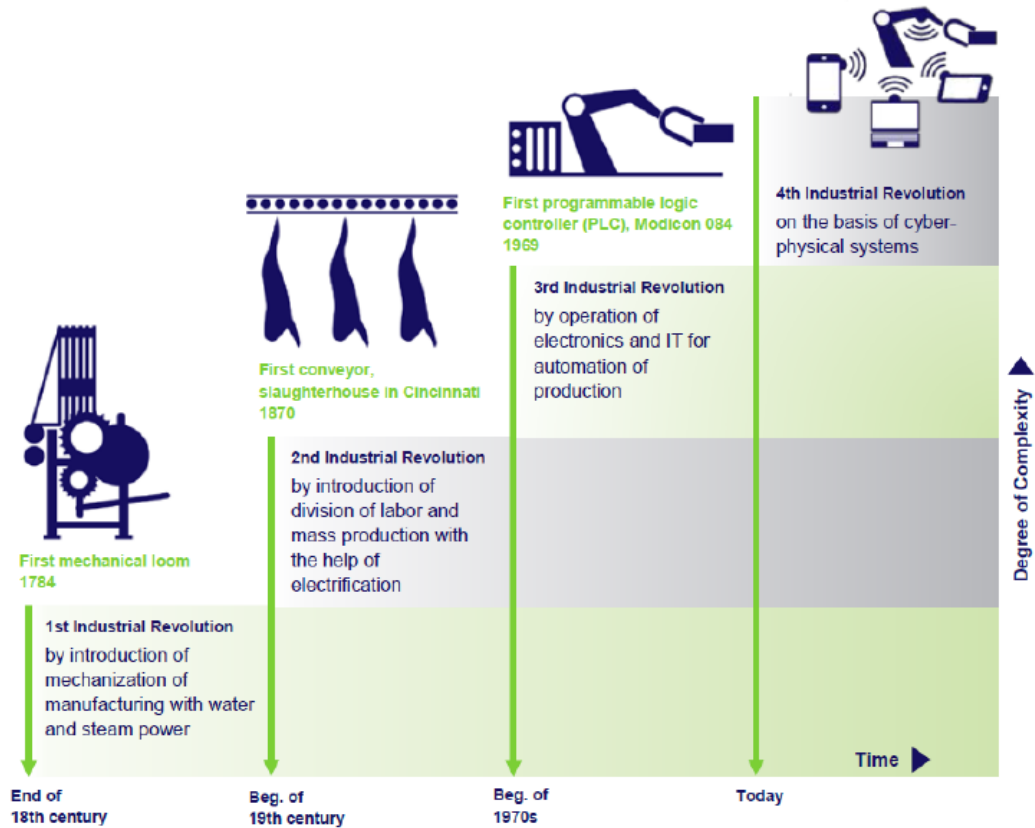 First programmable logic
controller (PLC), Modicon 084
1969
4th Industrial Revolution
on the basis of cyber-
physical systems
3rd Industrial Revolution
by operation of
electronics and IT for
automation of
production
First conveyor,
slaughterhouse in Cincinnati
1870
2nd Industrial Revolution
by introduction of
division of labor and
mass production with
the help of
electrification
First mechanical loom
1784
1st Industrial Revolution
by introduction of
mechanization of
manufacturing with water
and steam power
Degree of Complexity
Time
End of
18th century
Beg. of
19th century
Beg. of
1970s
Today